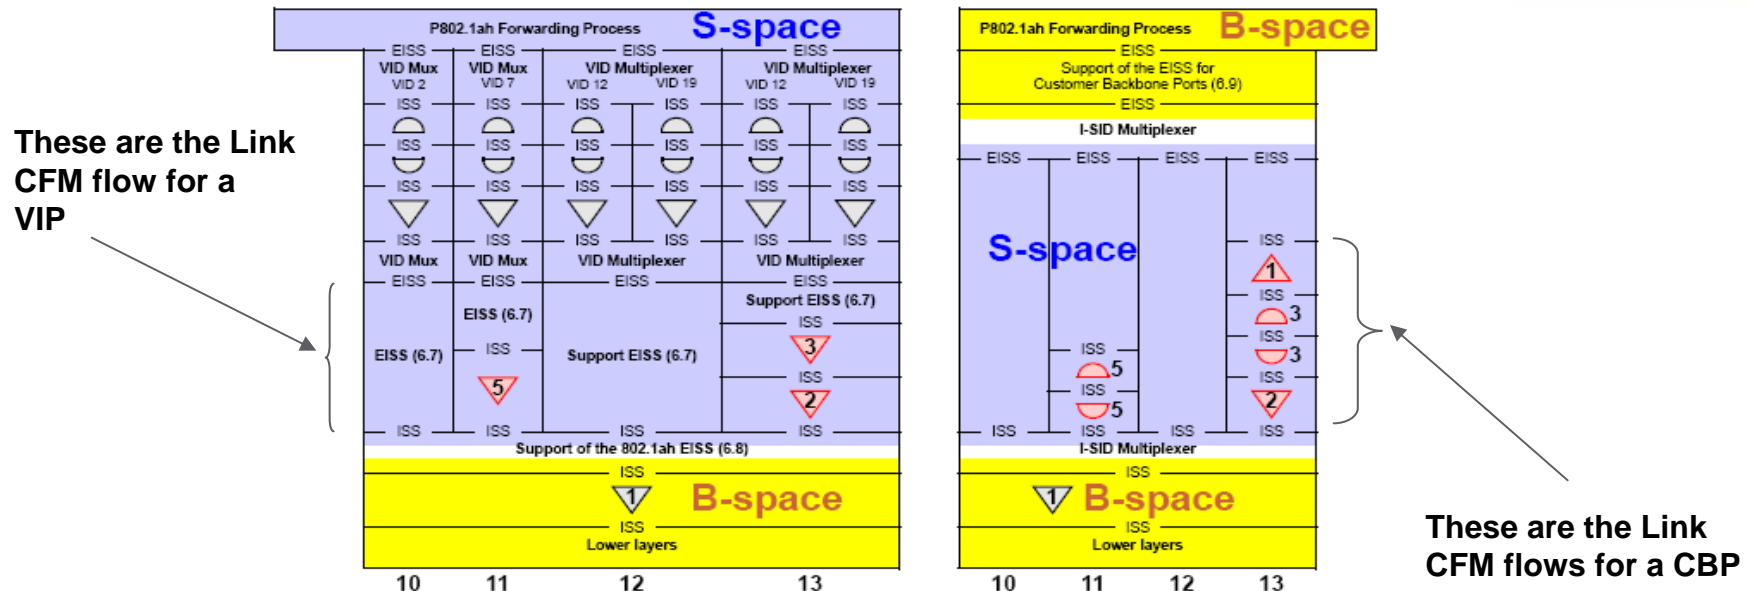 P802.1ah Forwarding Process S-space
EISS EISS EISS EISS
VID Mux VID Mux VID Multiplexer VID Multiplexer
VID 2 VID 7 VID 12 VID 19 VID 12 VID 19
ISS ISS ISS ISS ISS ISS
ISS ISS ISS ISS ISS ISS
ISS ISS ISS ISS ISS ISS
ISS ISS ISS ISS ISS ISS
VID Mux VID Mux VID Multiplexer VID Multiplexer
EISS EISS EISS EISS
Support EISS (6.7)
EISS (6.7)
ISS
3
EISS (6.7) ISS Support EISS (6.7)
ISS
5 2
ISS ISS ISS ISS
Support of the 802.1ah EISS (6.8)
ISS
1 B-space
ISS
Lower layers
10 11 12 13
These are the Link
CFM flow for a
VIP
P802.1ah Forwarding Process B-space
EISS
Support of the EISS for
Customer Backbone Ports (6.9)
EISS
I-SID Multiplexer
EISS EISS EISS EISS
S-space
ISS
1
ISS
3
ISS
ISS 3
5 ISS
ISS
5 2
ISS ISS ISS ISS
I-SID Multiplexer
ISS
1 B-space
ISS
Lower layers
10 11 12 13
These are the Link
CFM flows for a CBP